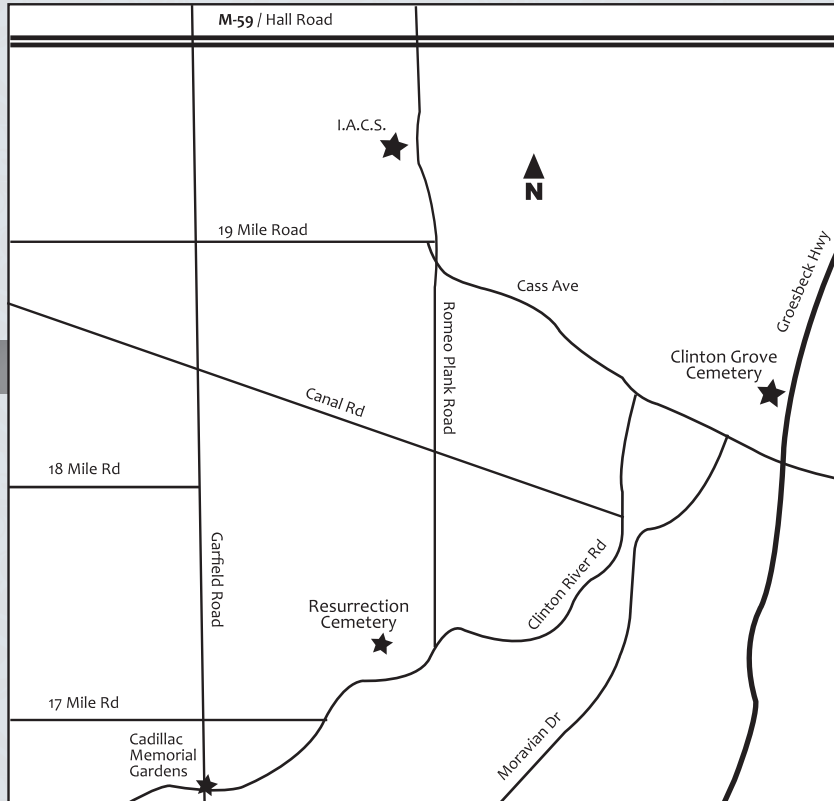 M-59 / Hall Road
I.A.C.S.
N
19 Mile Road
Groesbeck Hwy
Cass Ave
Romeo Plank Road
Clinton Grove
Cemetery
Canal Rd
18 Mile Rd
Garfield Road
Clinton River Rd
Resurrection
Cemetery
17 Mile Rd
Moravian Dr
Cadillac
Memorial
Gardens